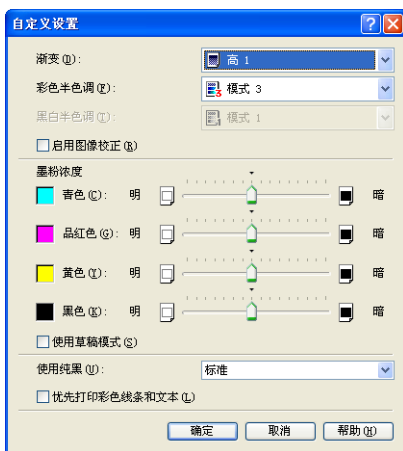 自定义设置
渐变(D): 高 1
彩色半色调(F): 模式 3
黑白半色调(T): 模式 1
启用图像校正(R)
墨粉浓度
青色(C): 明 暗
品红色(G): 明 暗
黄色(Y): 明 暗
黑色(K): 明 暗
使用草稿模式(S)
使用纯黑(U): 标准
优先打印彩色线条和文本(L)
确定 取消 帮助(H)